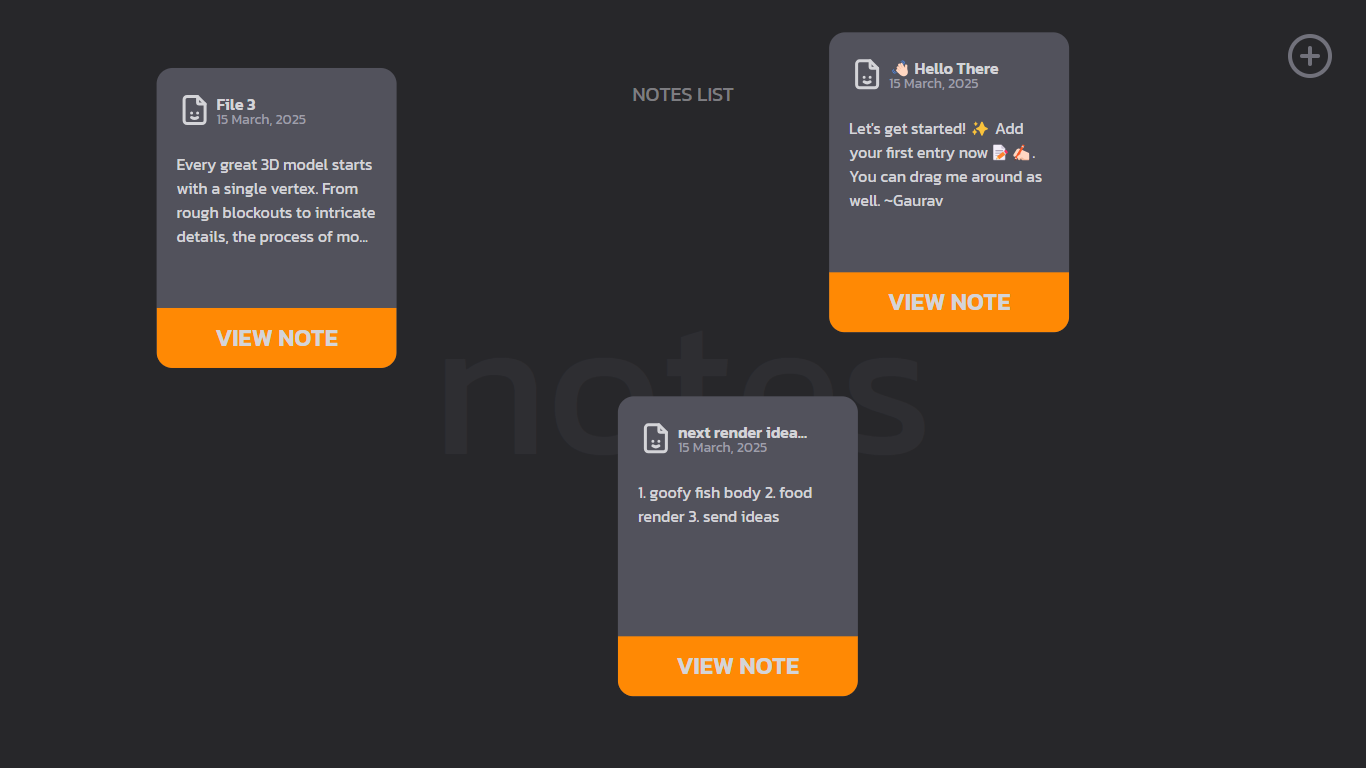 NOTES LIST
File 3
15 March, 2025
Every great 3D model starts
with a single vertex. From
rough blockouts to intricate
details, the process of mo...
VIEW NOTE
👋🏻 Hello There
15 March, 2025
Let's get started! ✨ Add
your first entry now 📝 ✍🏻.
You can drag me around as
well. ~Gaurav
VIEW NOTE
notes
next render idea...
15 March, 2025
1. goofy fish body 2. food
render 3. send ideas
VIEW NOTE